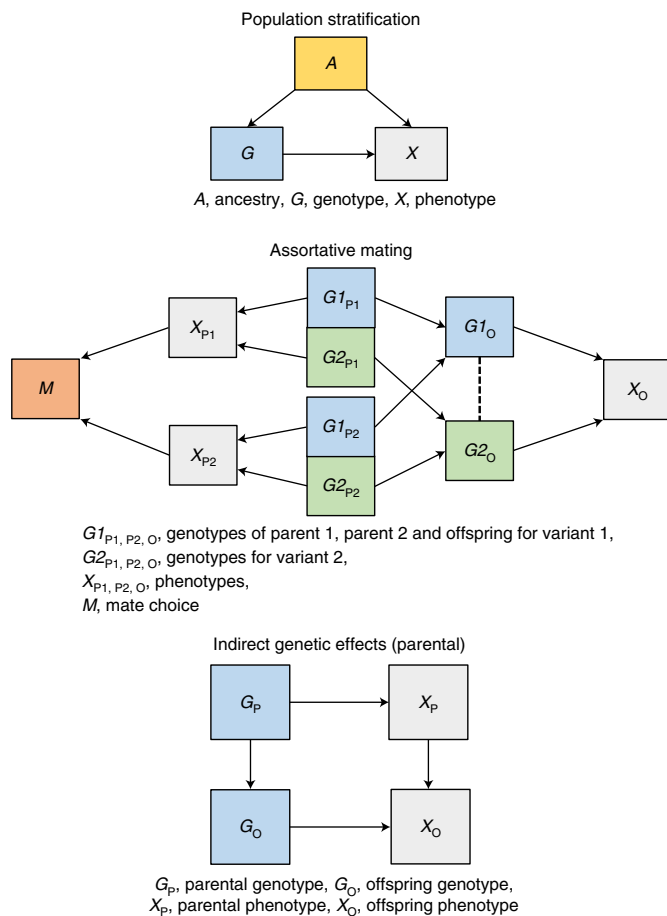 Population stratification
A
G
X
A, ancestry, G, genotype, X, phenotype
Assortative mating
G1P1
XP1
G1O
G2P1
M
XO
G1P2
XP2
G2O
G2P2
G1P1, P2, O, genotypes of parent 1, parent 2 and offspring for variant 1,
G2P1, P2, O, genotypes for variant 2,
XP1, P2, O, phenotypes,
M, mate choice
Indirect genetic effects (parental)
GP
XP
GO
XO
GP, parental genotype, GO, offspring genotype,
XP, parental phenotype, XO, offspring phenotype